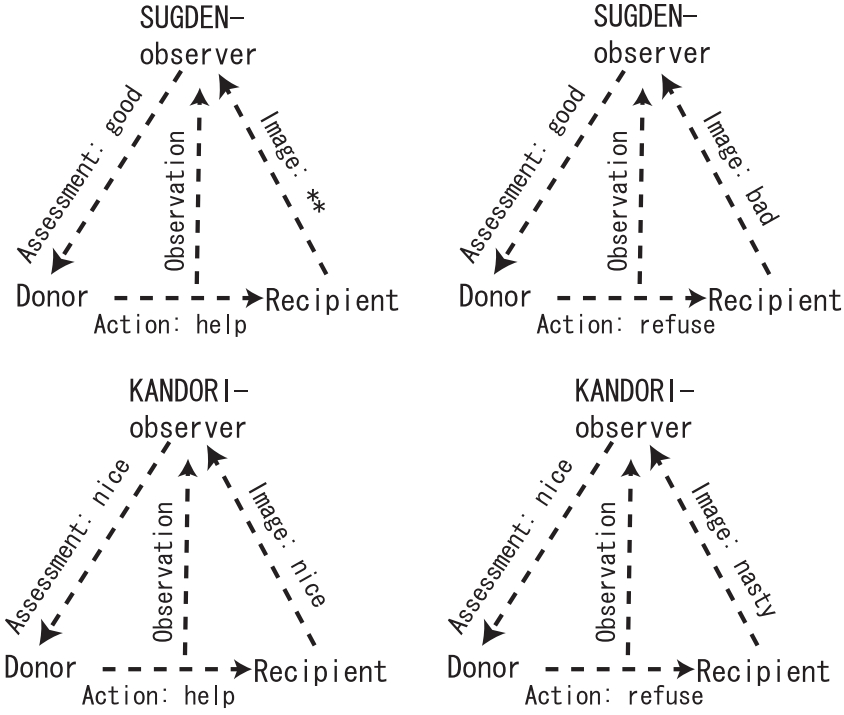 SUGDEN-
observer
Assessment: good
Observation
Image: **
Donor
Recipient
Action: help
SUGDEN-
observer
Assessment: good
Observation
Image: bad
Donor
Recipient
Action: refuse
KANDORI-
observer
Assessment: nice
Observation
Image: nice
Donor
Recipient
Action: help
KANDORI-
observer
Assessment: nice
Observation
Image: nasty
Donor
Recipient
Action: refuse